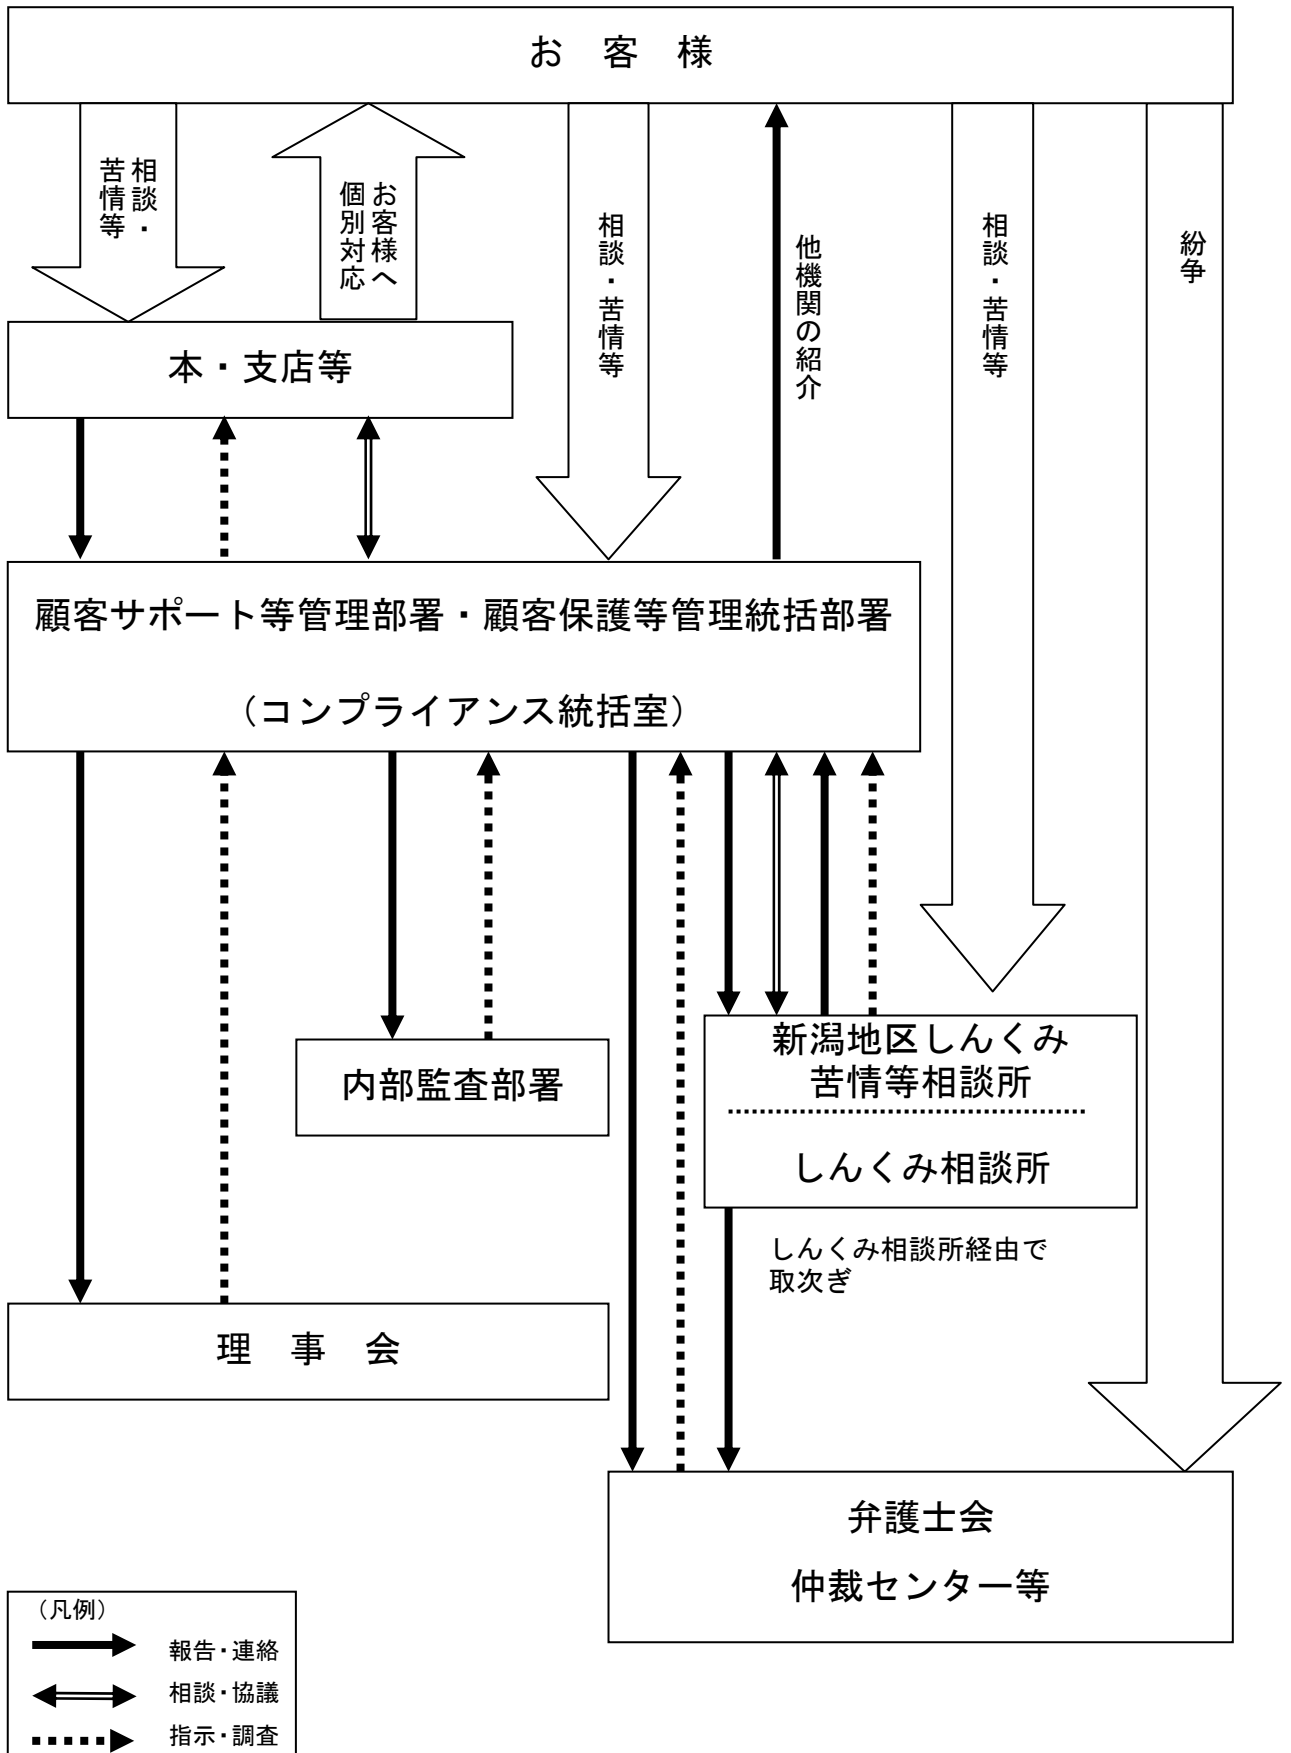 お　客　様
相談・
苦情等
お客様へ
個別対応
相談・苦情等
他機関の紹介
相談・苦情等
紛争
本・支店等
顧客サポート等管理部署・顧客保護等管理統括部署
（コンプライアンス統括室）
新潟地区しんくみ
苦情等相談所
しんくみ相談所
内部監査部署
しんくみ相談所経由で
取次ぎ
理　事　会
弁護士会
仲裁センター等
（凡例）
報告・連絡
相談・協議
指示・調査